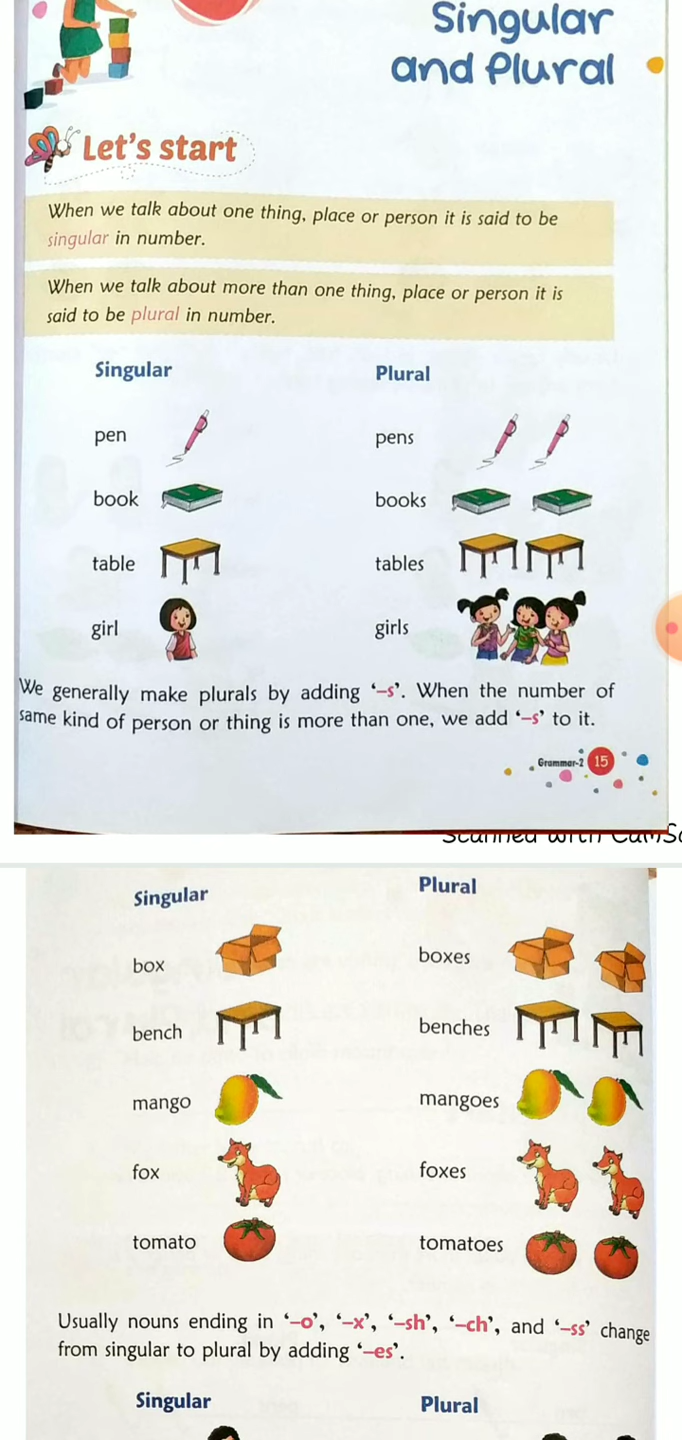 Singular
and Plural
Let's start
When we talk about one thing, place or person it is said to be
singular in number.
When we talk about more than one thing, place or person it is
said to be plural in number.
Singular Plural
pen pens
book books
table tables
girl girls
We generally make plurals by adding ‘–s’. When the number of
same kind of person or thing is more than one, we add ‘–s’ to it.
Grammar-2 15
Scanned with
Singular Plural
box boxes
bench benches
mango mangoes
fox foxes
tomato tomatoes
Usually nouns ending in ‘–o’, ‘–x’, ‘–sh’, ‘–ch’, and ‘–ss’ change
from singular to plural by adding ‘–es’.
Singular Plural